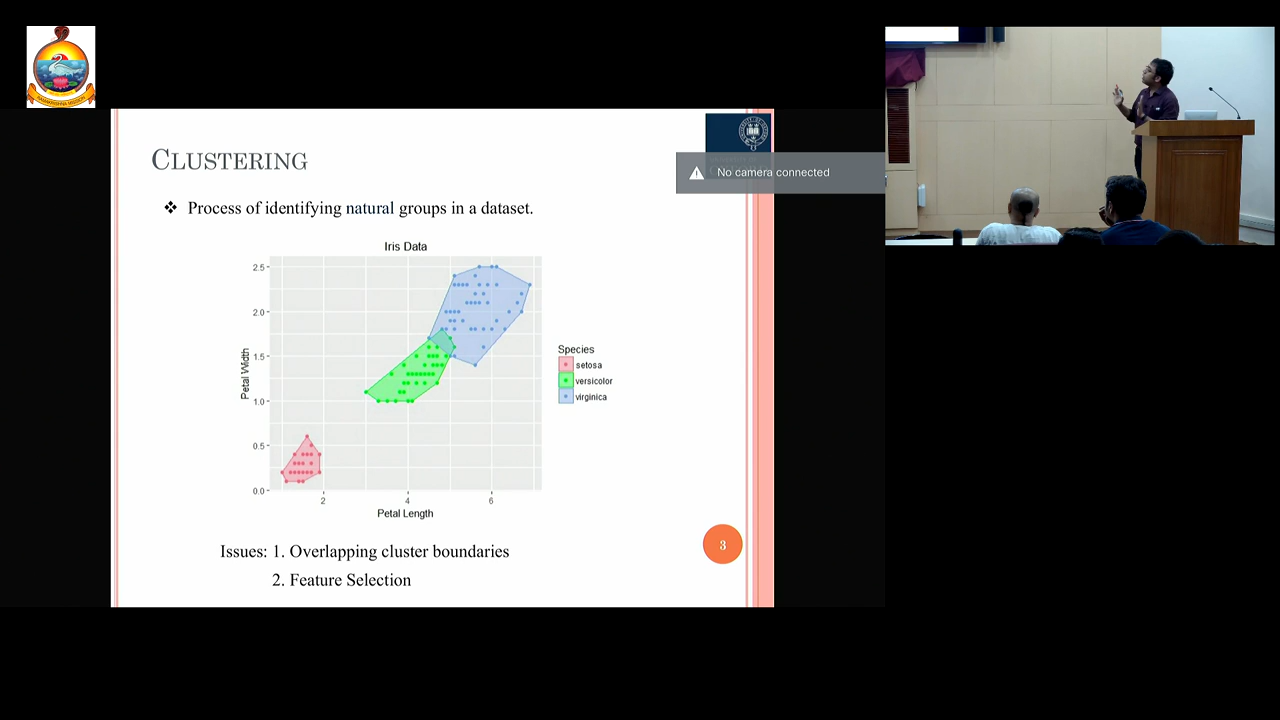 CLUSTERING
No camera connected
❖ Process of identifying natural groups in a dataset.
Iris Data
2.5
2.0
1.5
1.0
0.5
0.0
Petal Width
2 4 6
Petal Length
Species
setosa
versicolor
virginica
Issues: 1. Overlapping cluster boundaries
2. Feature Selection
3